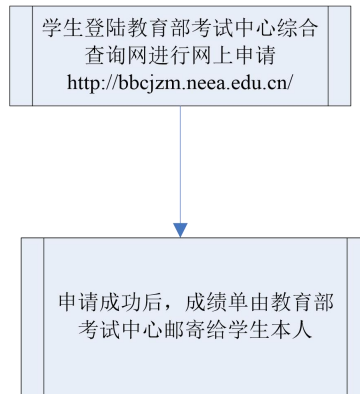 学生登陆教育部考试中心综合
查询网进行网上申请
http://bbcjzm.neea.edu.cn/
申请成功后，成绩单由教育部
考试中心邮寄给学生本人